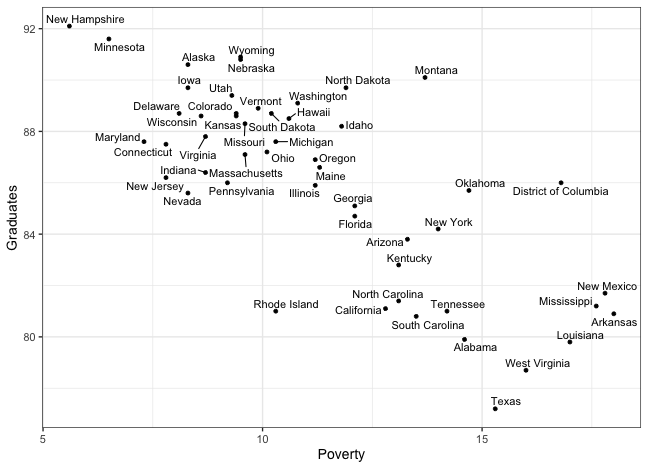 New Hampshire
92
Minnesota
Wyoming
Alaska
Nebraska
Montana
Iowa
North Dakota
Utah
Washington
Delaware
Colorado
Vermont
Hawaii
Wisconsin
Kansas
South Dakota
Idaho
88
Maryland
Missouri
Michigan
Connecticut
Virginia
Ohio
Oregon
Indiana
Massachusetts
Maine
New Jersey
Pennsylvania
Illinois
Oklahoma
District of Columbia
Nevada
Georgia
Graduates
Florida
New York
84
Arizona
Kentucky
New Mexico
North Carolina
Rhode Island
California
Tennessee
Mississippi
South Carolina
Arkansas
80
Louisiana
Alabama
West Virginia
Texas
5
10
15
Poverty